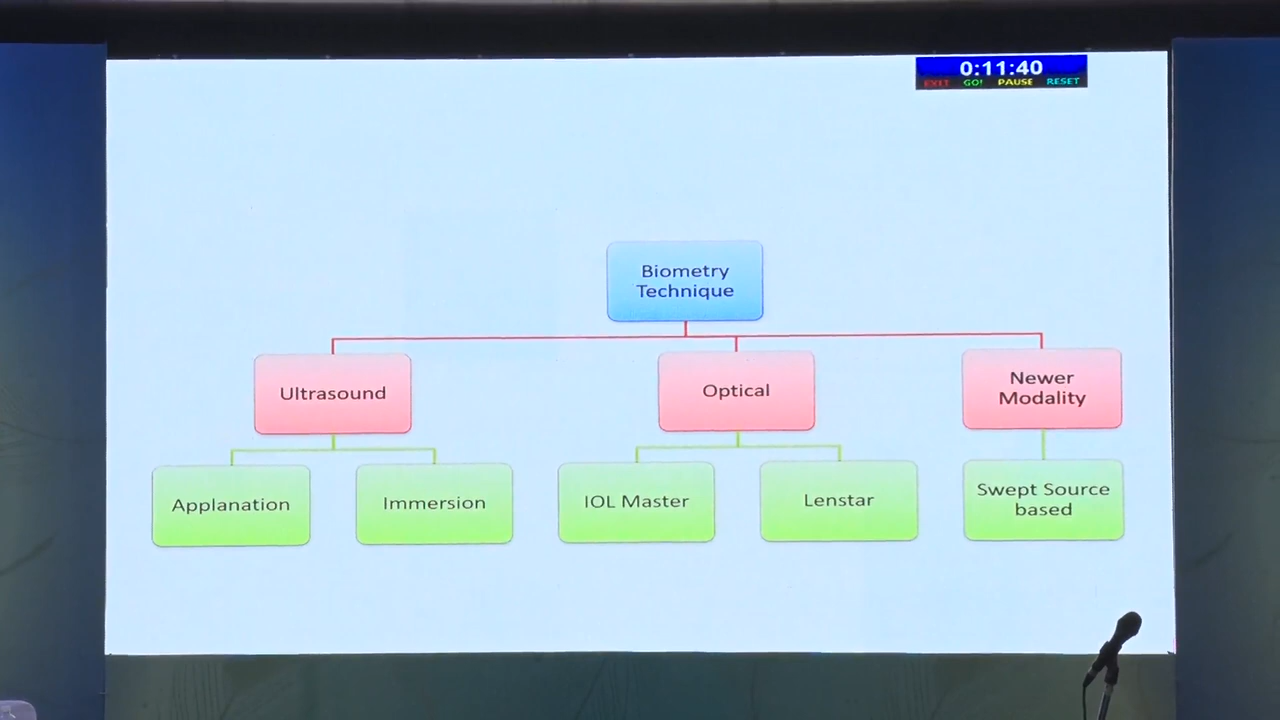 0:11:40
EXIT GO! PAUSE RESET
Biometry
Technique
Ultrasound
Optical
Newer
Modality
Applanation
Immersion
IOL Master
Lenstar
Swept Source
based